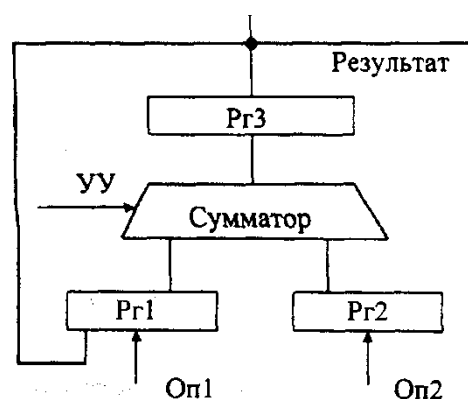 Результат
Рг3
УУ
Сумматор
Рг1
Рг2
Оп1
Оп2